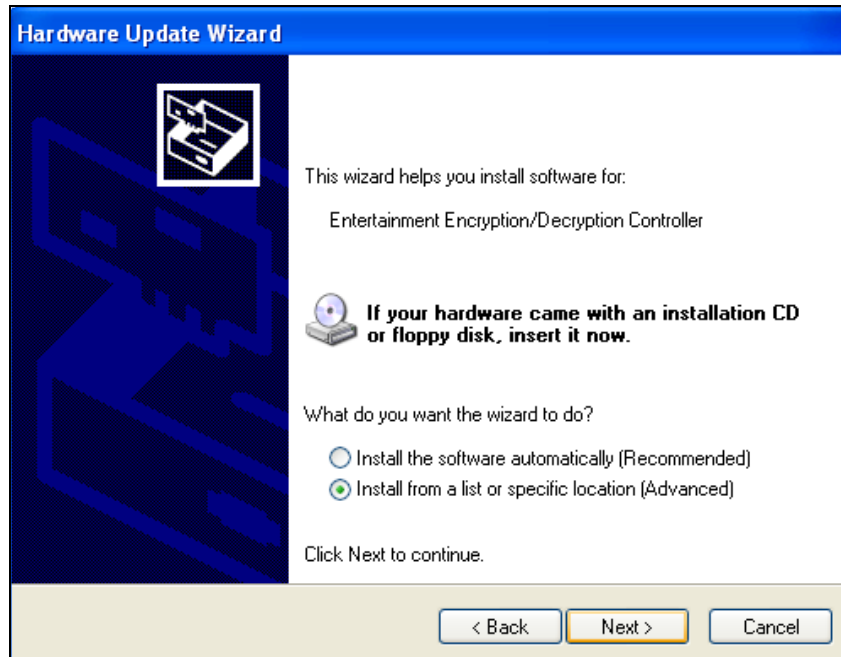 Hardware Update Wizard
This wizard helps you install software for:
Entertainment Encryption/Decryption Controller
If your hardware came with an installation CD
or floppy disk, insert it now.
What do you want the wizard to do?
Install the software automatically (Recommended)
Install from a list or specific location (Advanced)
Click Next to continue.
< Back Next > Cancel